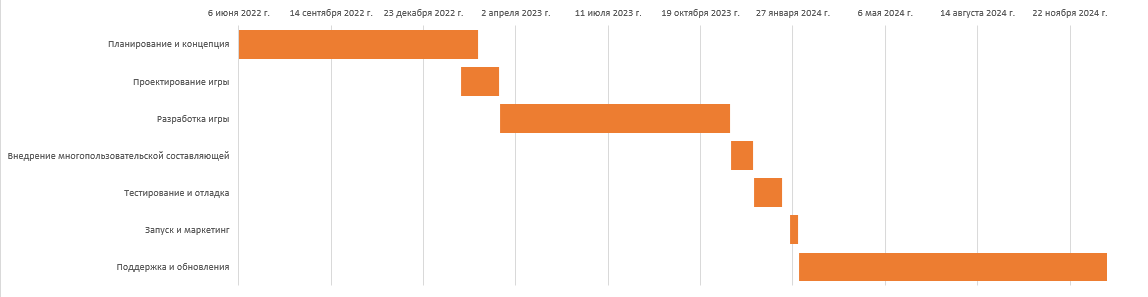 6 июня 2022 г. 14 сентября 2022 г. 23 декабря 2022 г. 2 апреля 2023 г. 11 июля 2023 г. 19 октября 2023 г. 27 января 2024 г. 6 мая 2024 г. 14 августа 2024 г. 22 ноября 2024 г.
Планирование и концепция
Проектирование игры
Разработка игры
Внедрение многопользовательской составляющей
Тестирование и отладка
Запуск и маркетинг
Поддержка и обновления